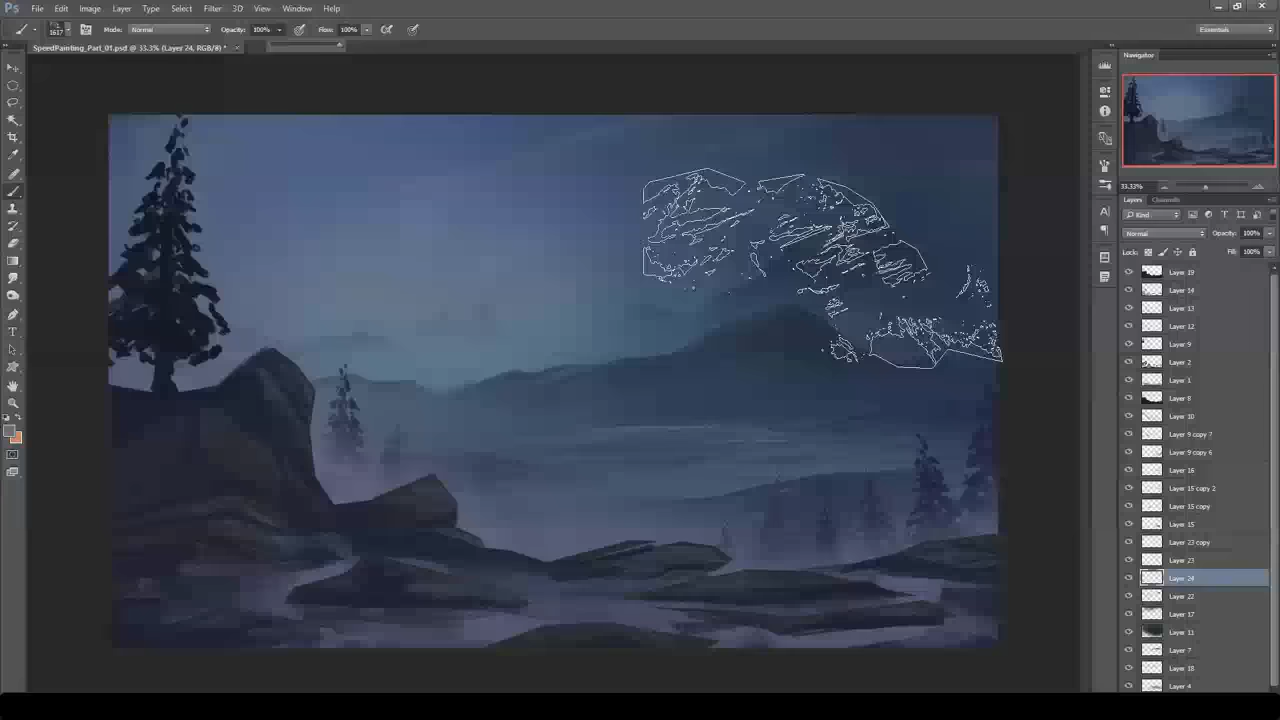 Ps File Edit Image Layer Type Select Filter 3D View Window Help
1617 Mode: Normal Opacity: 100% Flow: 100% Essentials
SpeedPainting_Part_01.psd @ 33.3% (Layer 24, RGB/8) * ×
Navigator
33.33%
Layers Channels
Kind
Normal Opacity: 100%
Lock: Fill: 100%
Layer 19
Layer 14
Layer 13
Layer 12
Layer 9
Layer 2
Layer 1
Layer 8
Layer 10
Layer 9 copy 7
Layer 9 copy 6
Layer 16
Layer 15 copy 2
Layer 15 copy
Layer 15
Layer 23 copy
Layer 23
Layer 24
Layer 22
Layer 17
Layer 11
Layer 7
Layer 18
Layer 4